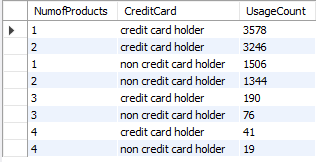 NumofProducts CreditCard UsageCount
1 credit card holder 3578
2 credit card holder 3246
1 non credit card holder 1506
2 non credit card holder 1344
3 credit card holder 190
3 non credit card holder 76
4 credit card holder 41
4 non credit card holder 19